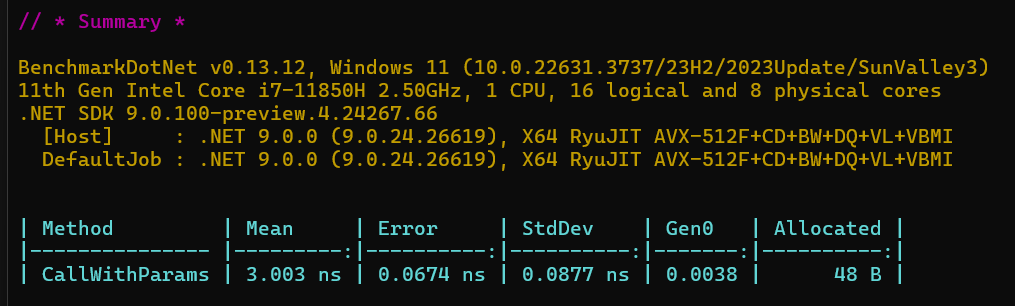 // * Summary *
BenchmarkDotNet v0.13.12, Windows 11 (10.0.22631.3737/23H2/2023Update/SunValley3)
11th Gen Intel Core i7-11850H 2.50GHz, 1 CPU, 16 logical and 8 physical cores
.NET SDK 9.0.100-preview.4.24267.66
  [Host]     : .NET 9.0.0 (9.0.24.26619), X64 RyuJIT AVX-512F+CD+BW+DQ+VL+VBMI
  DefaultJob : .NET 9.0.0 (9.0.24.26619), X64 RyuJIT AVX-512F+CD+BW+DQ+VL+VBMI
| Method         | Mean     | Error     | StdDev    | Gen0   | Allocated |
|--------------- |---------:|----------:|----------:|-------:|----------:|
| CallWithParams | 3.003 ns | 0.0674 ns | 0.0877 ns | 0.0038 |      48 B |